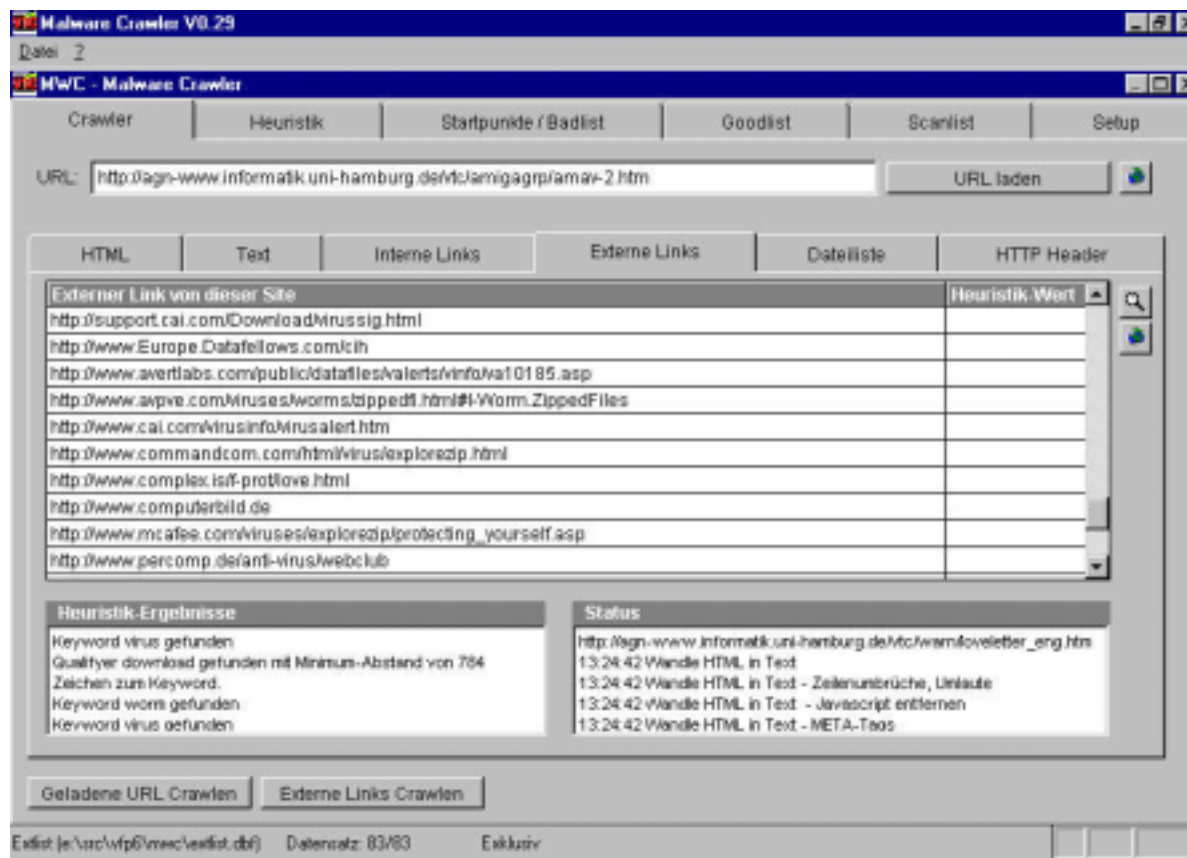 Malware Crawler V0.29
Datei ?
MWC - Malware Crawler
Crawler Heuristik Startpunkte / Badlist Goodlist Scanlist Setup
URL: http://agn-www.informatik.uni-hamburg.de/vtc/amigagrp/amav-2.htm URL laden
HTML Text Interne Links Externe Links Dateiliste HTTP Header
Externer Link von dieser Site Heuristik-Wert
http://support.cai.com/Download/virussig.html
http://www.Europe.Datafellows.com/cih
http://www.avertlabs.com/public/datafiles/valerts/vinfo/va10185.asp
http://www.avpve.com/viruses/worms/zippedfi.html#I-Worm.ZippedFiles
http://www.cai.com/virusinfo/virusalert.htm
http://www.commandcom.com/html/virus/explorezip.html
http://www.complex.is/f-prot/love.html
http://www.computerbild.de
http://www.mcafee.com/viruses/explorezip/protecting_yourself.asp
http://www.percomp.de/anti-virus/webclub
Heuristik-Ergebnisse
Keyword virus gefunden
Qualifyer download gefunden mit Minimum-Abstand von 784
Zeichen zum Keyword.
Keyword worm gefunden
Keyword virus gefunden
Status
http://agn-www.informatik.uni-hamburg.de/vtc/warn/loveletter_eng.htm
13:24:42 Wandle HTML in Text
13:24:42 Wandle HTML in Text - Zeilenumbrüche, Umlaute
13:24:42 Wandle HTML in Text - Javascript entfernen
13:24:42 Wandle HTML in Text - META-Tags
Geladene URL Crawlen Externe Links Crawlen
Extlist (e:\src\vfp6\mwc\extlist.dbf) Datensatz: 83/83 Exklusiv